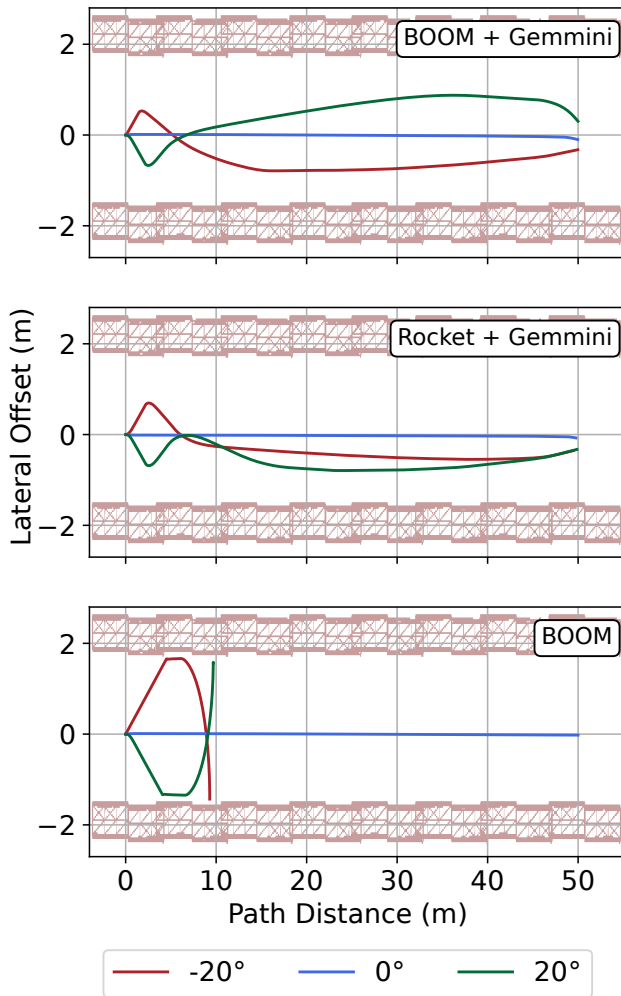 2
BOOM + Gemmini
0
−2
2
Rocket + Gemmini
0
−2
Lateral Offset (m)
2
BOOM
0
−2
0 10 20 30 40 50
Path Distance (m)
-20° 0° 20°